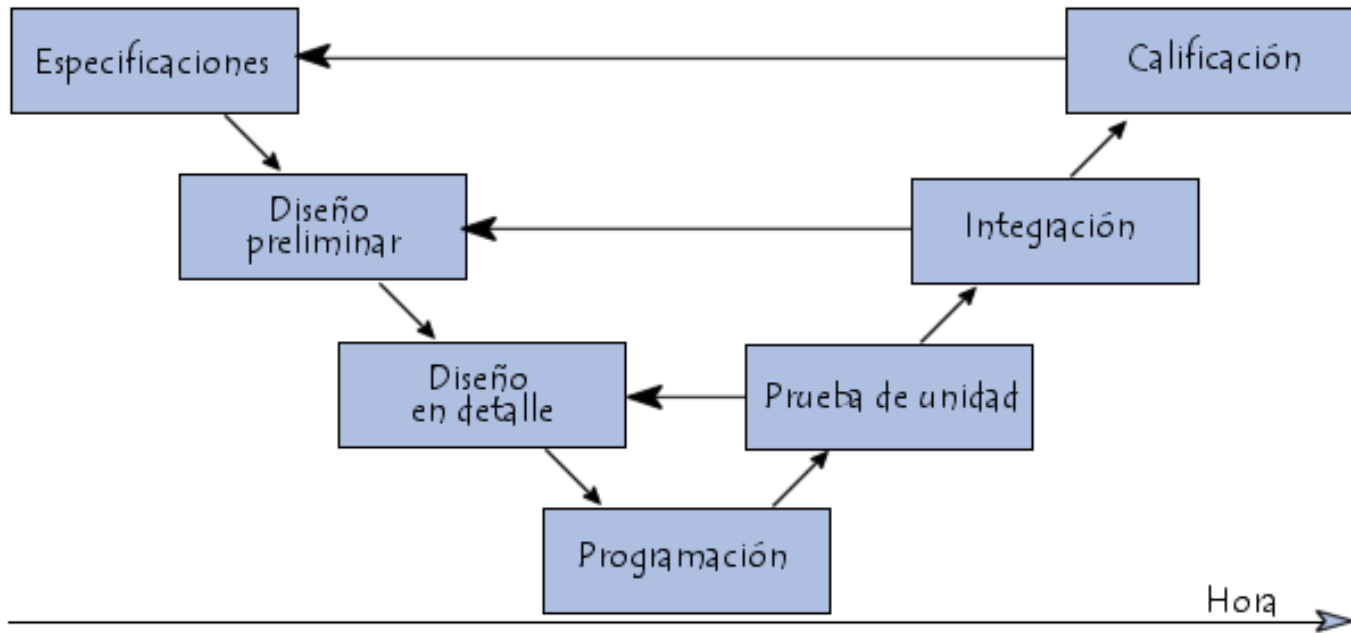 Especificaciones
Calificación
Diseño
preliminar
Integración
Diseño
en detalle
Prueba de unidad
Programación
Hora